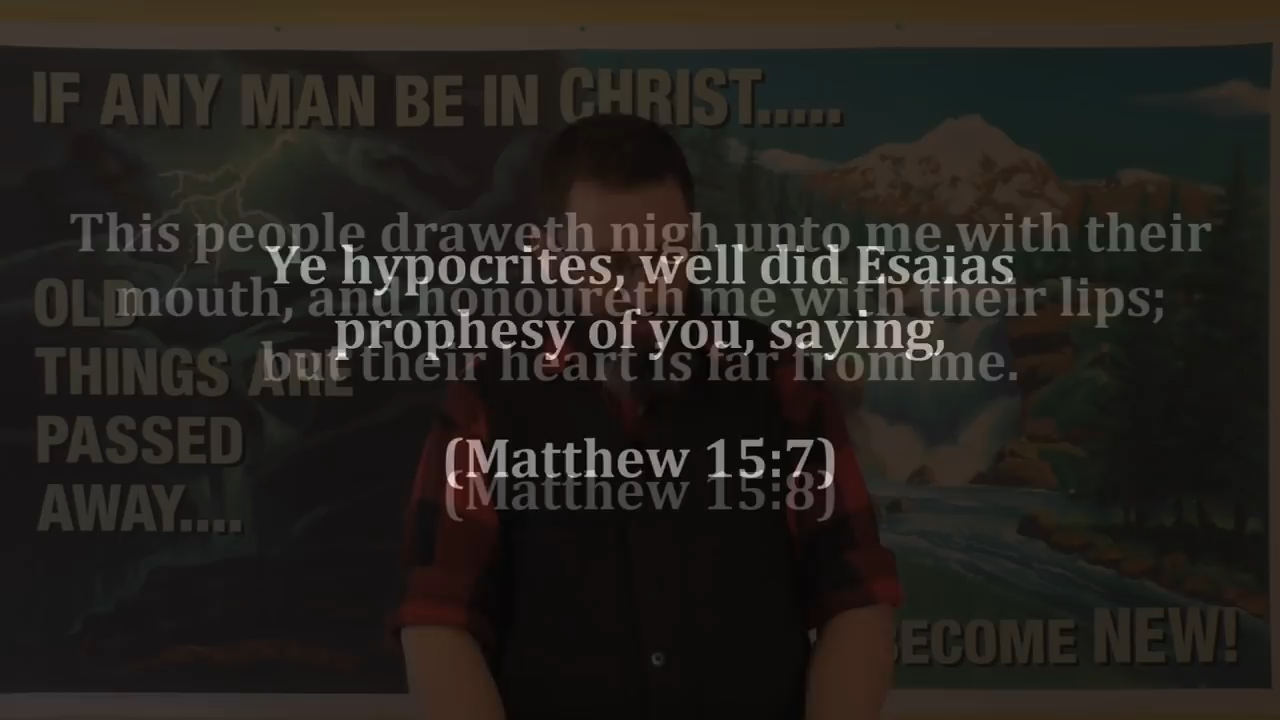 IF ANY MAN BE IN CHRIST.....
This people draweth nigh unto me with their
Ye hypocrites, well did Esaias
OLD
mouth, and honoureth me with their lips;
prophesy of you, saying,
but their heart is far from me.
THINGS ARE
PASSED
(Matthew 15:7)
(Matthew 15:8)
AWAY....
BECOME NEW!